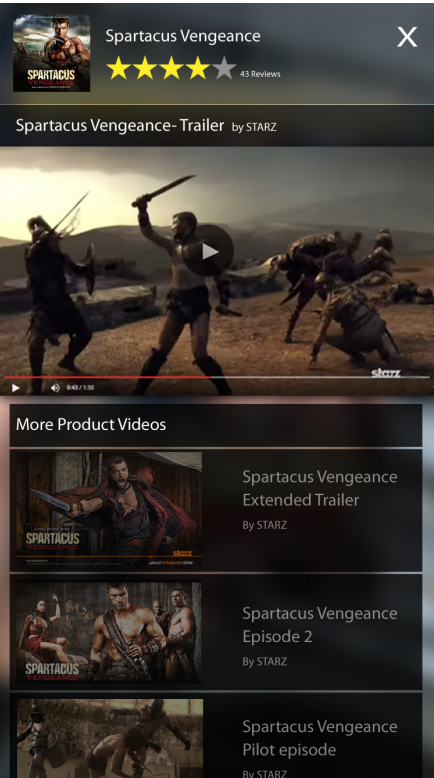 SPARTACUS
VENGEANCE
Spartacus Vengeance
43 Reviews
X
Spartacus Vengeance- Trailer by STARZ
starz
0:43 / 1:30
More Product Videos
SPARTACUS
VENGEANCE
starz
Spartacus Vengeance
Extended Trailer
By STARZ
SPARTACUS
VENGEANCE
Spartacus Vengeance
Episode 2
By STARZ
Spartacus Vengeance
Pilot episode
By STARZ